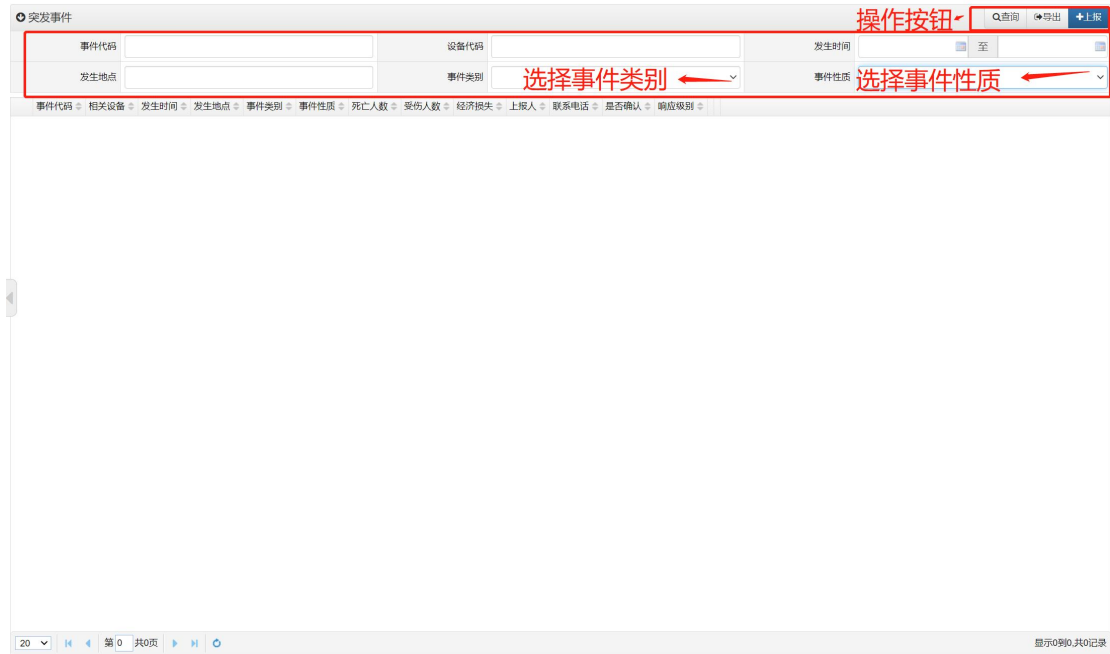 突发事件 操作按钮 查询 导出 上报
事件代码 设备代码 发生时间 至
发生地点 事件类别 选择事件类别 事件性质 选择事件性质
事件代码 相关设备 发生时间 发生地点 事件类别 事件性质 死亡人数 受伤人数 经济损失 上报人 联系电话 是否确认 响应级别
20 第 0 共0页 显示0到0,共0记录